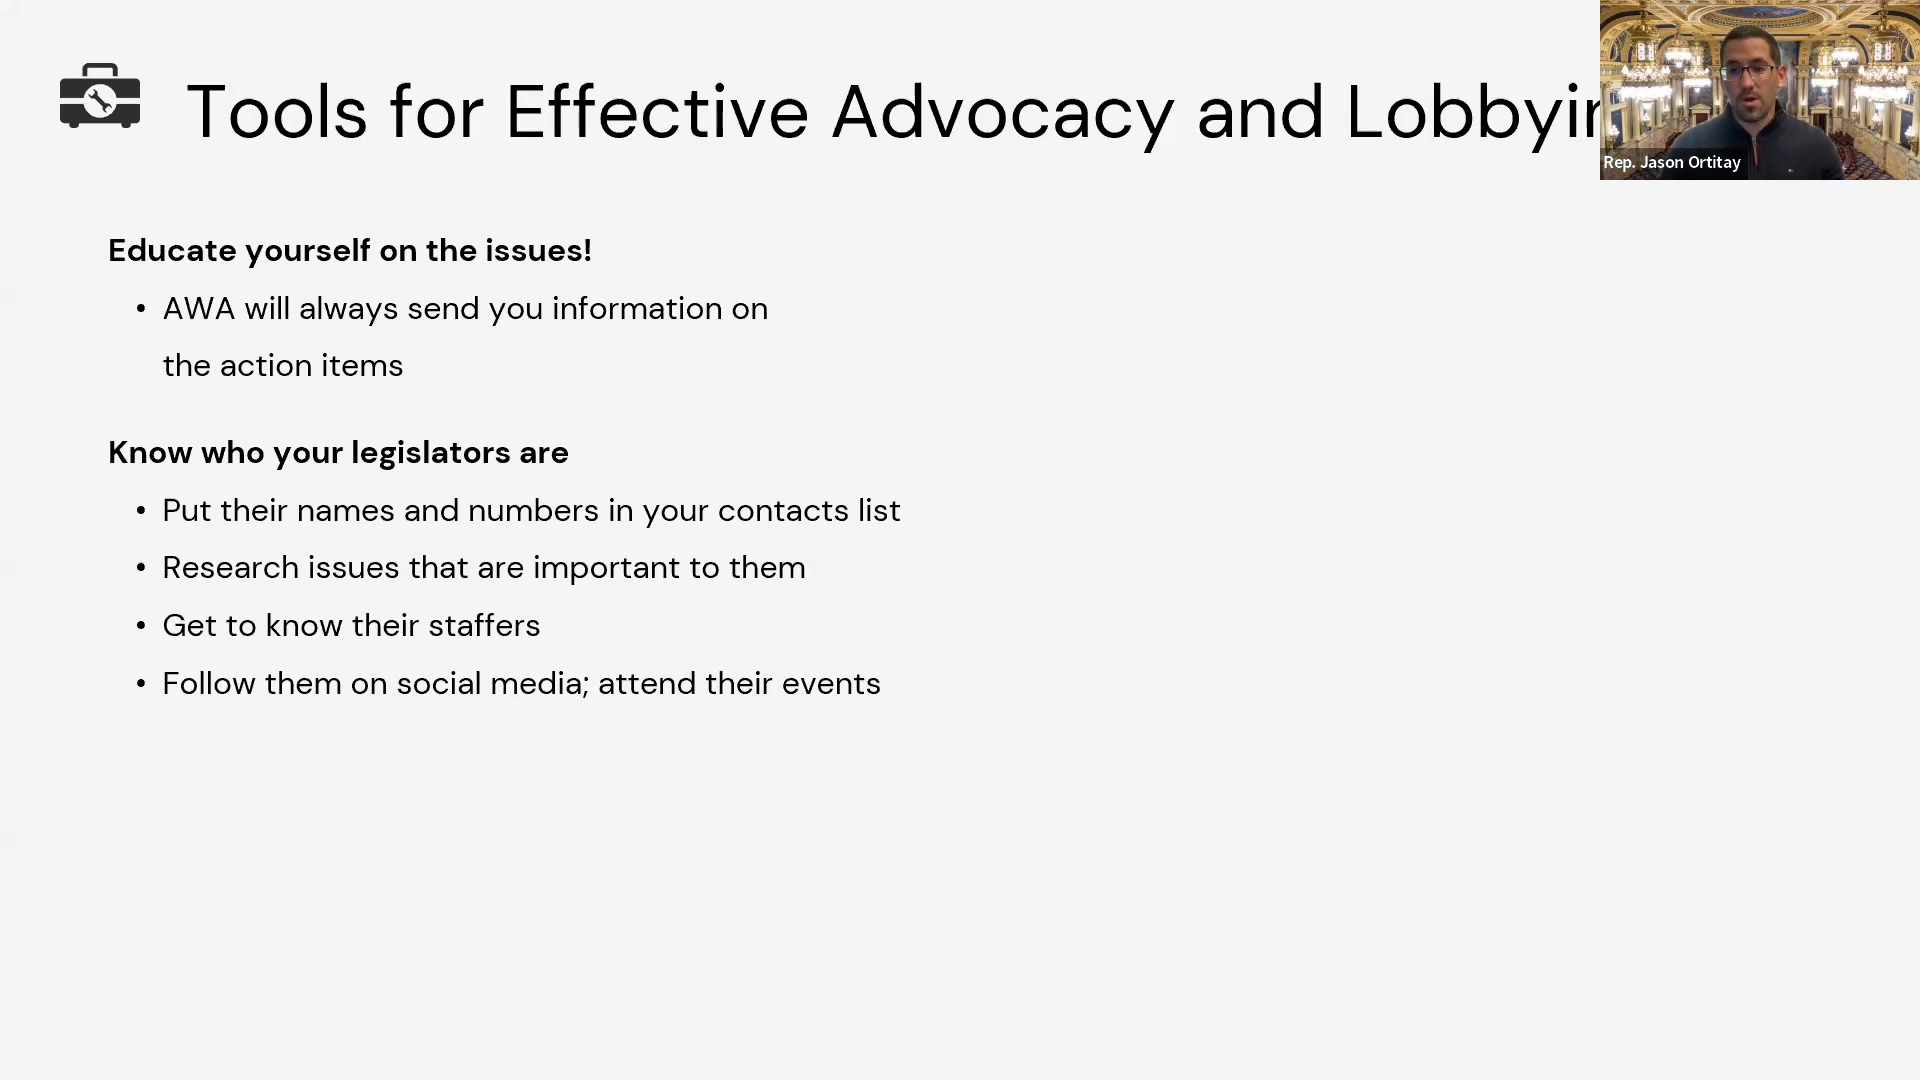 Tools for Effective Advocacy and
Rep. Jason Ortitay
Educate yourself on the issues!
• AWA will always send you information on
the action items
Know who your legislators are
• Put their names and numbers in your contacts list
• Research issues that are important to them
• Get to know their staffers
• Follow them on social media; attend their events